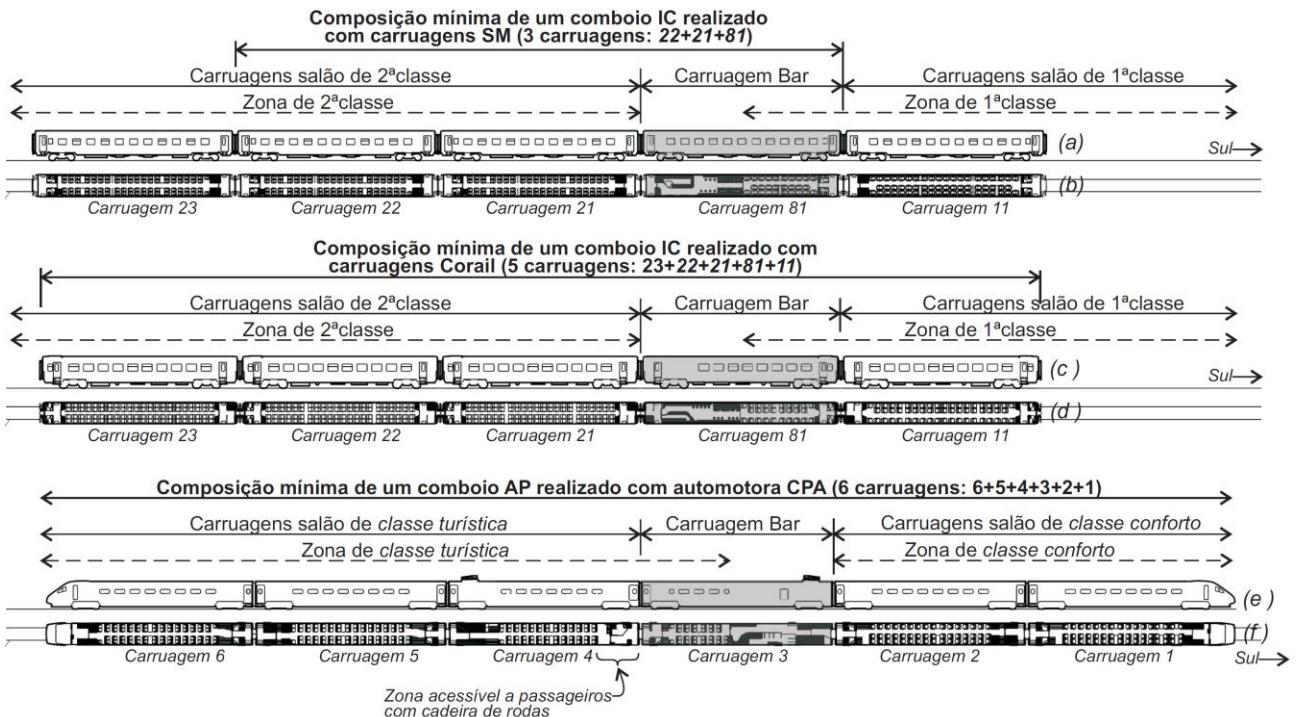 Composição mínima de um comboio IC realizado
com carruagens SM (3 carruagens: 22+21+81)
Carruagens salão de 2ªclasse
Carruagem Bar
Carruagens salão de 1ªclasse
Zona de 2ªclasse
Zona de 1ªclasse
(a)
Sul
(b)
Carruagem 23
Carruagem 22
Carruagem 21
Carruagem 81
Carruagem 11
Composição mínima de um comboio IC realizado com
carruagens Corail (5 carruagens: 23+22+21+81+11)
Carruagens salão de 2ªclasse
Carruagem Bar
Carruagens salão de 1ªclasse
Zona de 2ªclasse
Zona de 1ªclasse
(c )
Sul
(d )
Carruagem 23
Carruagem 22
Carruagem 21
Carruagem 81
Carruagem 11
Composição mínima de um comboio AP realizado com automotora CPA (6 carruagens: 6+5+4+3+2+1)
Carruagens salão de classe turística
Carruagem Bar
Carruagens salão de classe conforto
Zona de classe turística
Zona de classe conforto
(e )
(f )
Carruagem 6
Carruagem 5
Carruagem 4
Carruagem 3
Carruagem 2
Carruagem 1
Sul
Zona acessível a passageiros
com cadeira de rodas